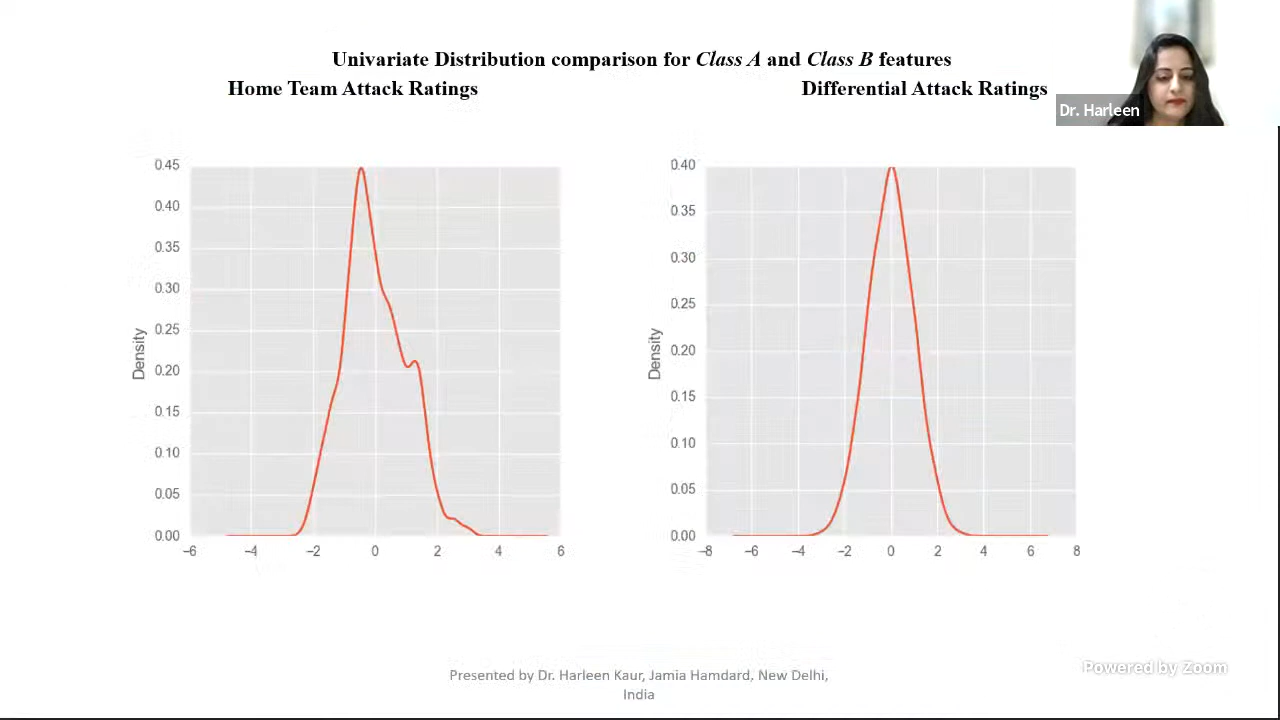 Univariate Distribution comparison for Class A and Class B features
Home Team Attack Ratings
Differential Attack Ratings
Dr. Harleen
0.45
0.40
0.35
0.30
0.25
0.20
0.15
0.10
0.05
0.00
Density
−6 −4 −2 0 2 4 6
0.40
0.35
0.30
0.25
0.20
0.15
0.10
0.05
0.00
Density
−8 −6 −4 −2 0 2 4 6 8
Powered by Zoom
Presented by Dr. Harleen Kaur, Jamia Hamdard, New Delhi,
India